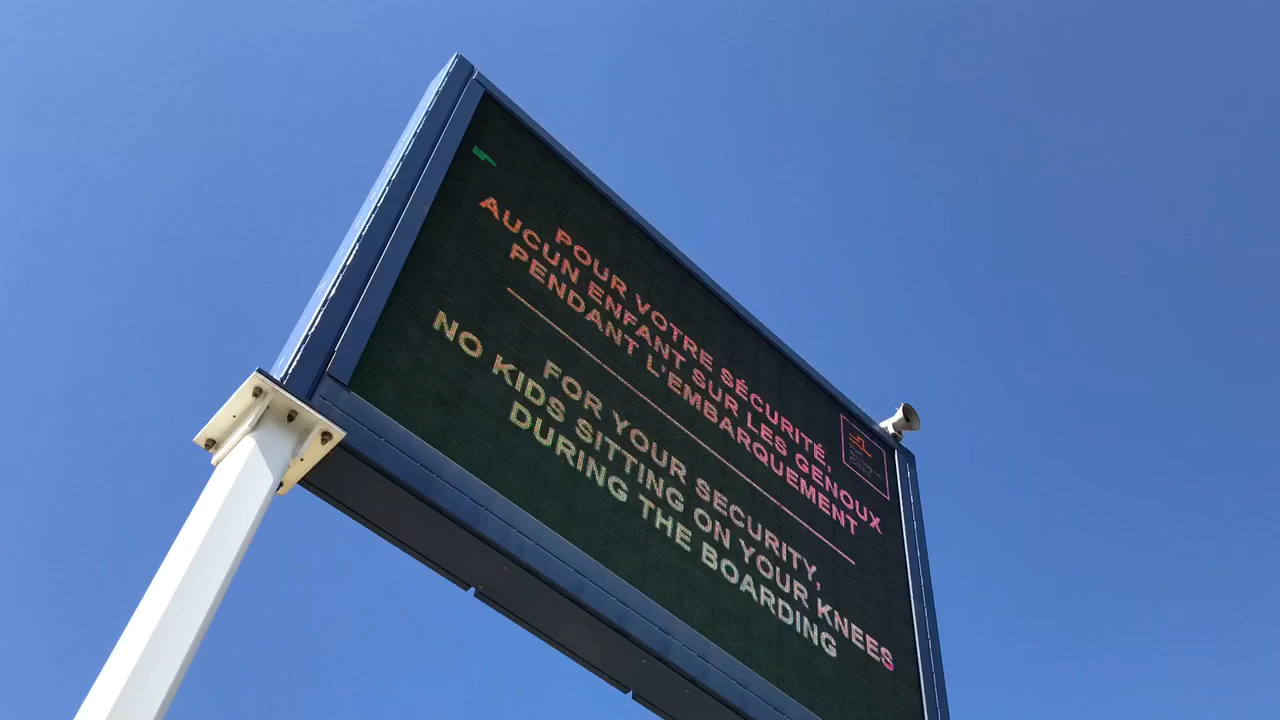 POUR VOTRE SÉCURITÉ,
AUCUN ENFANT SUR LES GENOUX
PENDANT L'EMBARQUEMENT
FOR YOUR SECURITY,
NO KIDS SITTING ON YOUR KNEES
DURING THE BOARDING